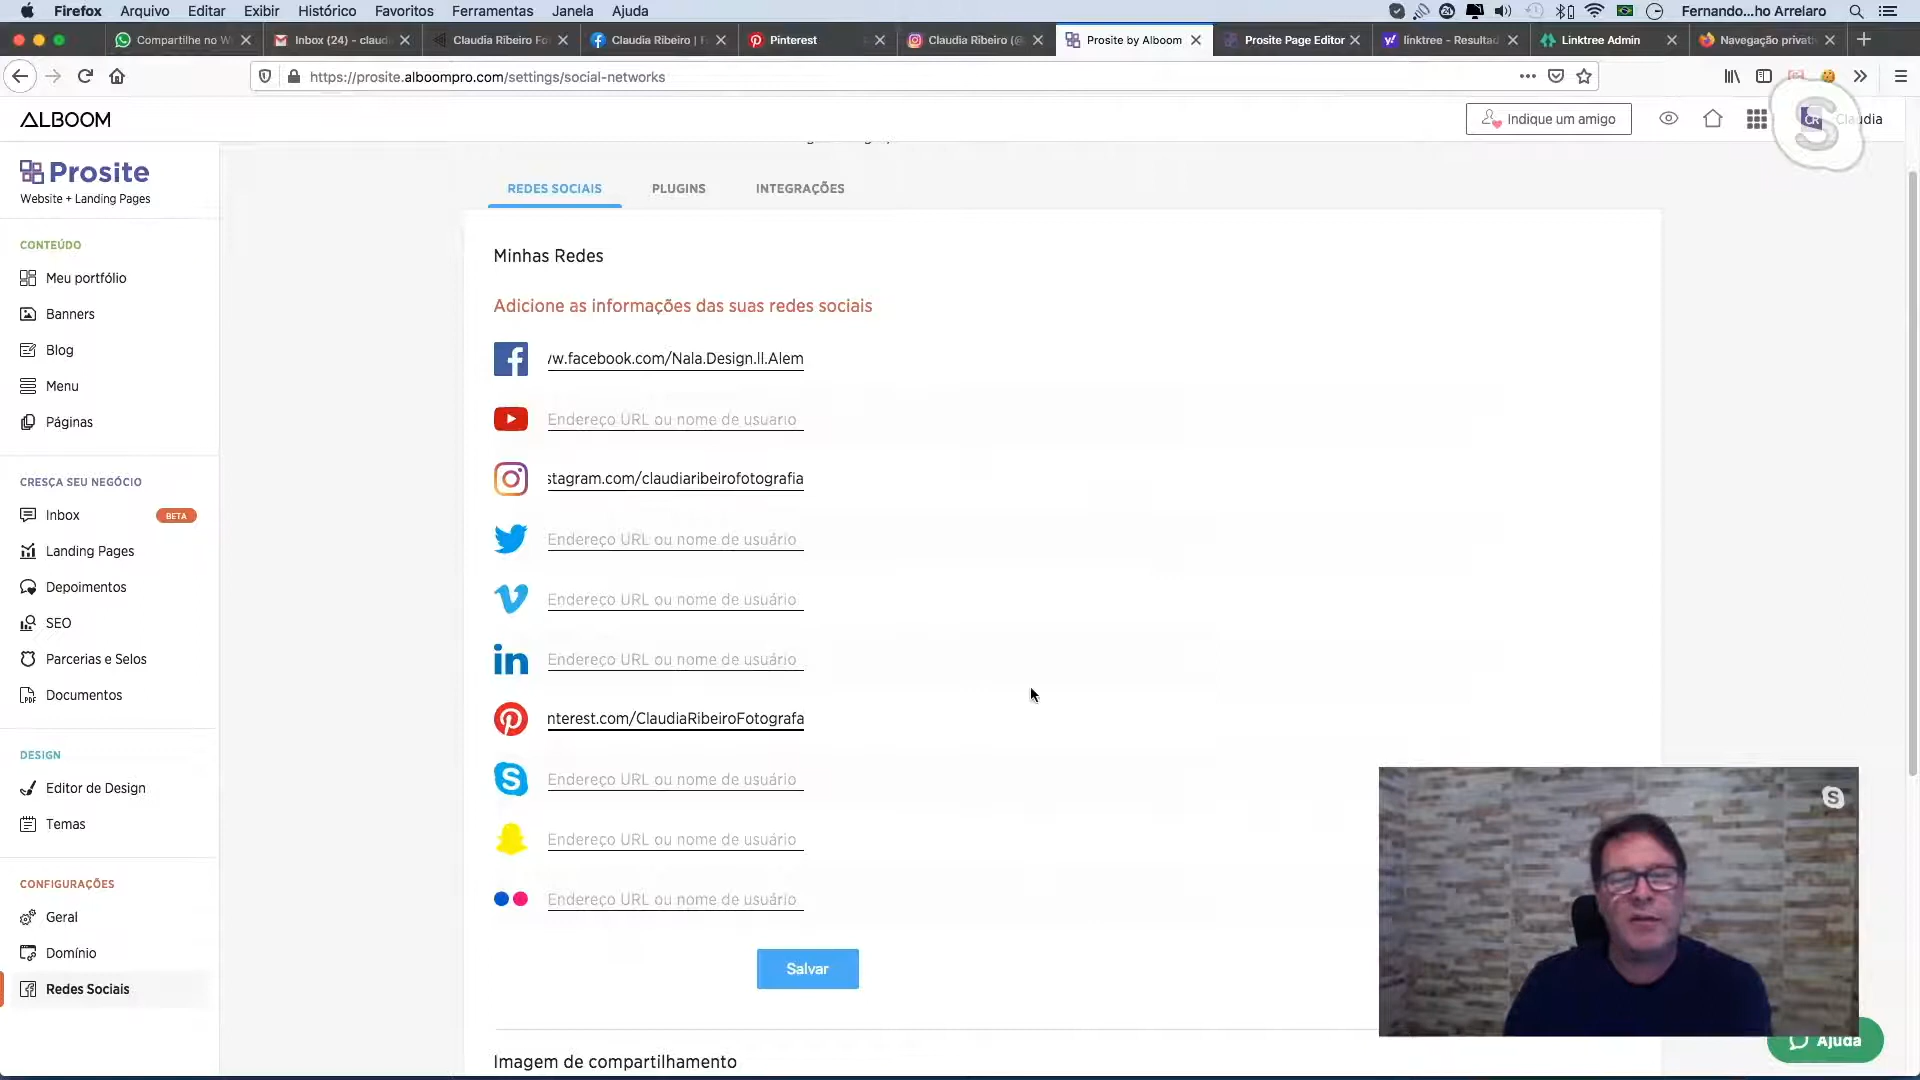 Firefox Arquivo Editar Exibir Histórico Favoritos Ferramentas Janela Ajuda Fernando...ho Arrelaro
Compartilhe no W
Inbox (24) - claud
Claudia Ribeiro Fo
Claudia Ribeiro | F
Pinterest
Claudia Ribeiro (@
Prosite by Alboom
Prosite Page Editor
linktree - Resultad
Linktree Admin
Navegação privat
https://prosite.alboompro.com/settings/social-networks
ALBOOM
Indique um amigo
CR
Claudia
Prosite
Website + Landing Pages
CONTEÚDO
Meu portfólio
Banners
Blog
Menu
Páginas
CRESÇA SEU NEGÓCIO
Inbox BETA
Landing Pages
Depoimentos
SEO
Parcerias e Selos
Documentos
DESIGN
Editor de Design
Temas
CONFIGURAÇÕES
Geral
Domínio
Redes Sociais
REDES SOCIAIS PLUGINS INTEGRAÇÕES
Minhas Redes
Adicione as informações das suas redes sociais
w.facebook.com/Nala.Design.ll.Alem
Endereço URL ou nome de usuário
stagram.com/claudiaribeirofotografia
Endereço URL ou nome de usuário
Endereço URL ou nome de usuário
Endereço URL ou nome de usuário
nterest.com/ClaudiaRibeiroFotografa
Endereço URL ou nome de usuário
Endereço URL ou nome de usuário
Endereço URL ou nome de usuário
Salvar
Imagem de compartilhamento
Ajuda